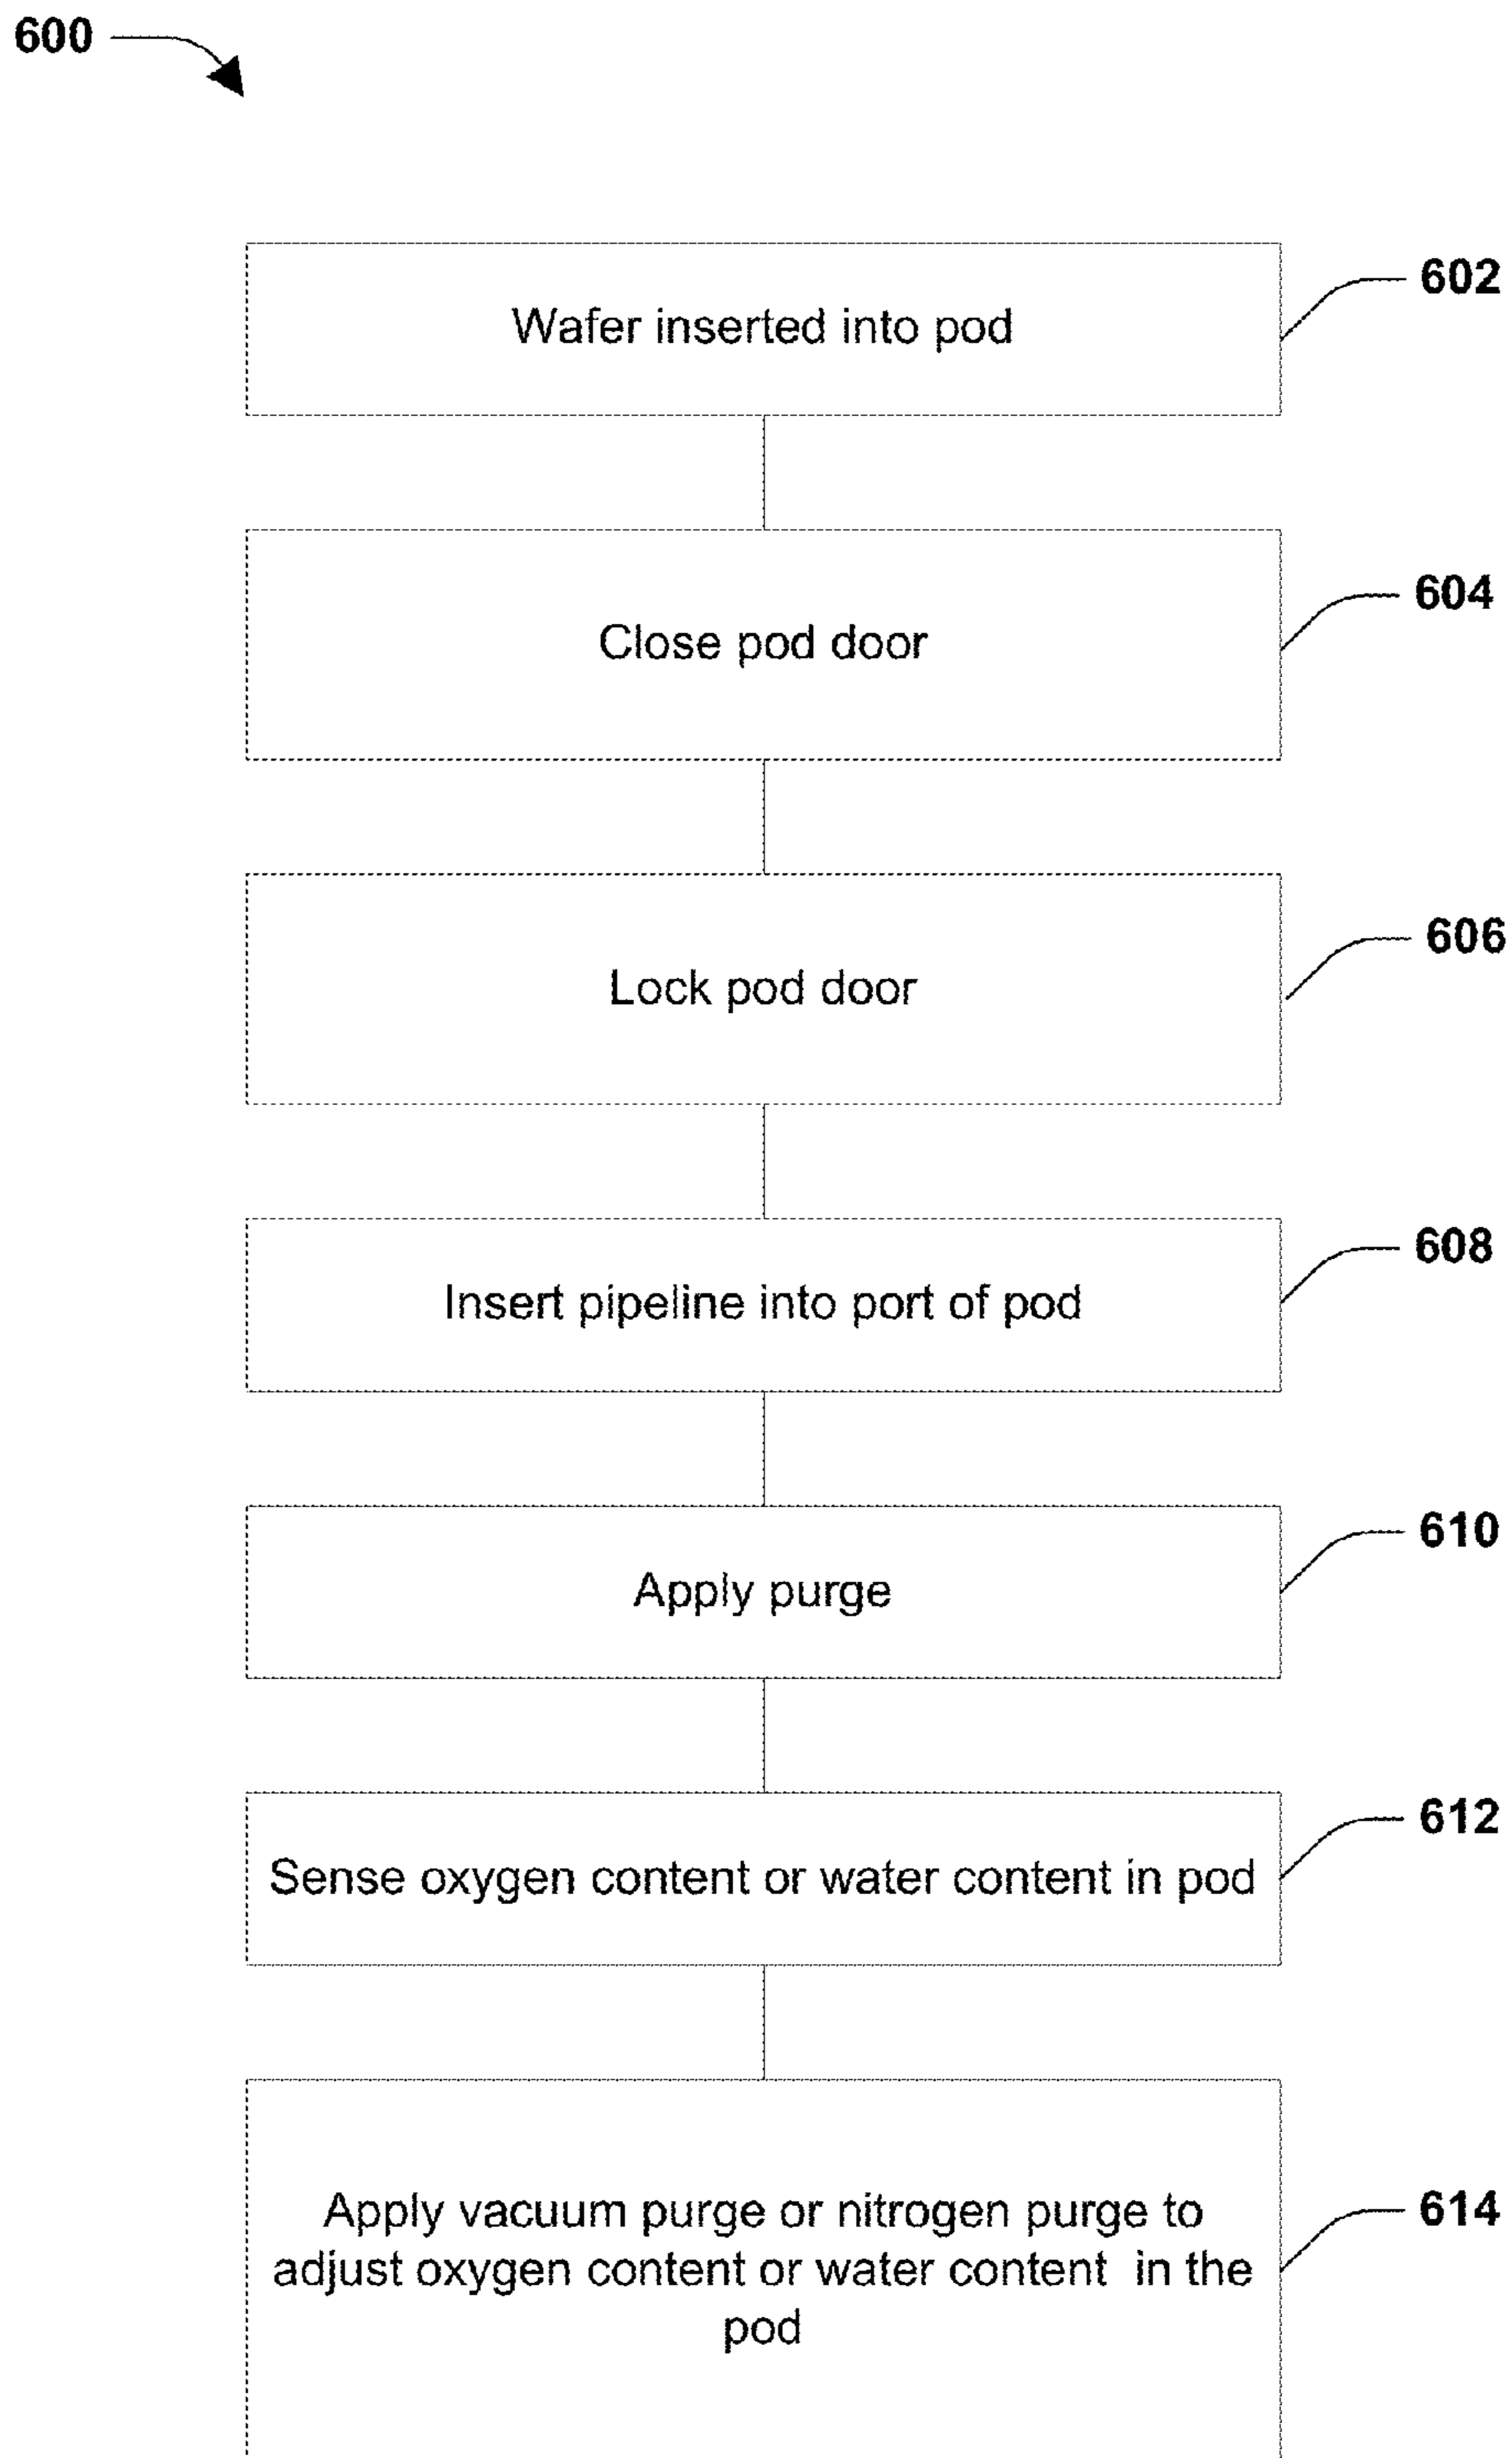 600
602
Wafer inserted into pod
604
Close pod door
606
Lock pod door
608
Insert pipeline into port of pod
610
Apply purge
612
Sense oxygen content or water content in pod
614
Apply vacuum purge or nitrogen purge to
adjust oxygen content or water content in the
pod